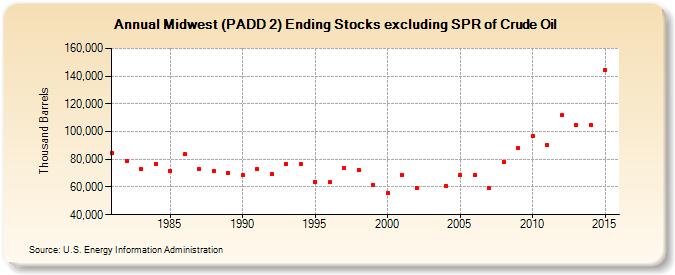 Annual Midwest (PADD 2) Ending Stocks excluding SPR of Crude Oil
Thousand Barrels
160,000
140,000
120,000
100,000
80,000
60,000
40,000
1985 1990 1995 2000 2005 2010 2015
Source: U.S. Energy Information Administration